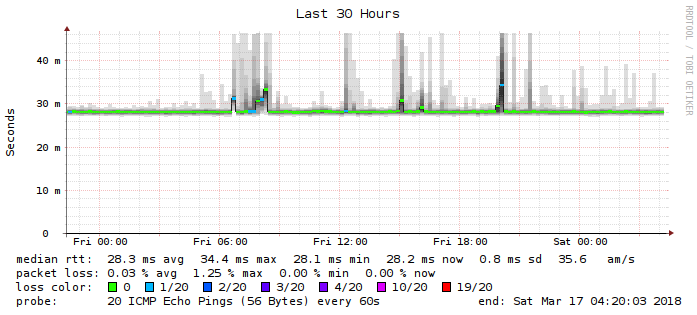 Last 30 Hours
RRDTOOL / TOBI OETIKER
Seconds
40 m
30 m
20 m
10 m
0
Fri 00:00 Fri 06:00 Fri 12:00 Fri 18:00 Sat 00:00
median rtt: 28.3 ms avg 34.4 ms max 28.1 ms min 28.2 ms now 0.8 ms sd 35.6 am/s
packet loss: 0.03 % avg 1.25 % max 0.00 % min 0.00 % now
loss color: 0 1/20 2/20 3/20 4/20 10/20 19/20
probe: 20 ICMP Echo Pings (56 Bytes) every 60s end: Sat Mar 17 04:20:03 2018